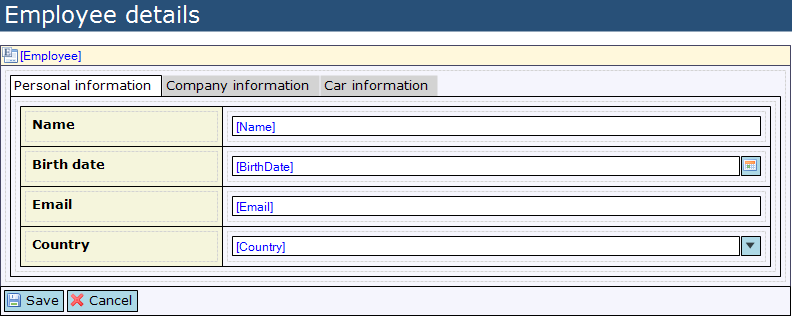 Employee details
[Employee]
Personal information Company information Car information
Name [Name]
Birth date [BirthDate]
Email [Email]
Country [Country]
Save Cancel